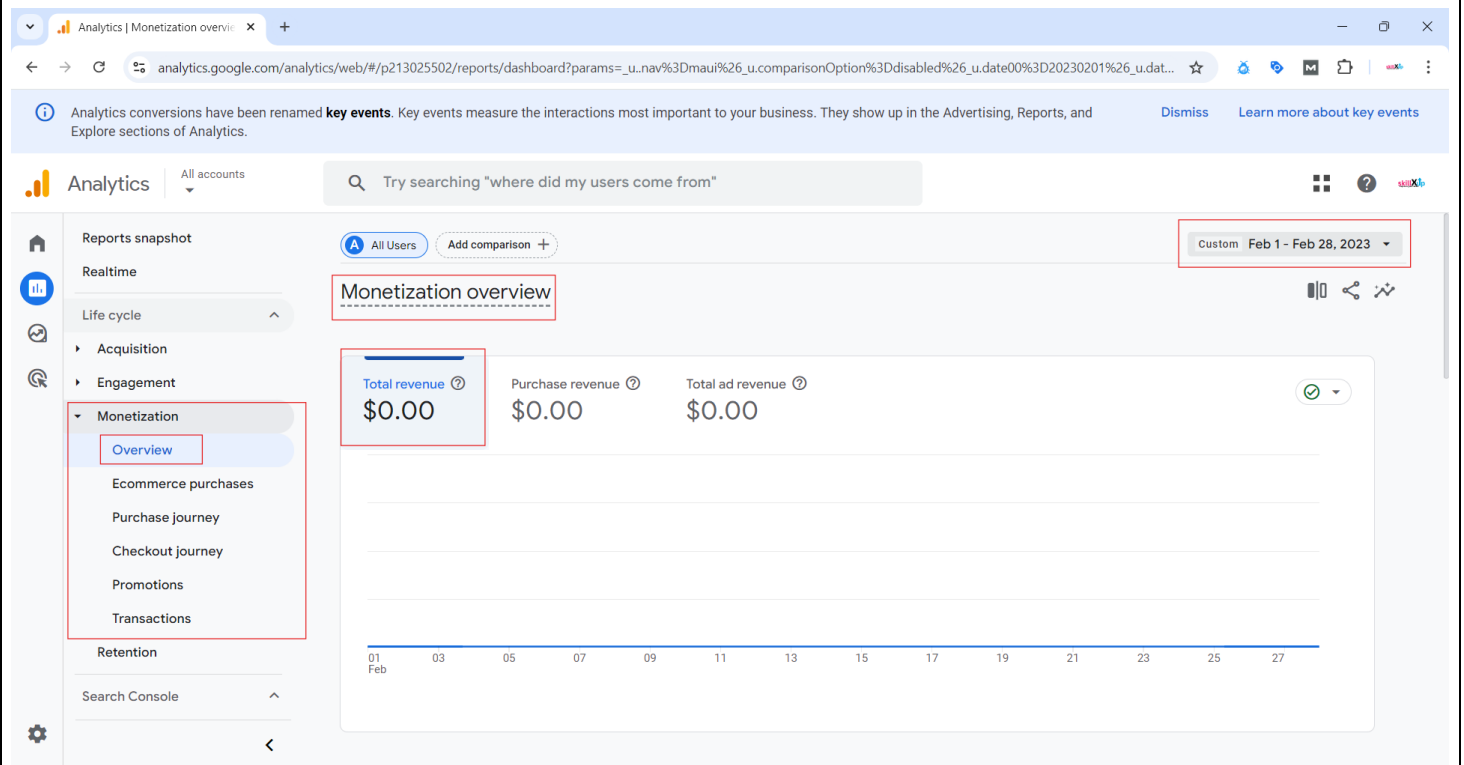 Analytics | Monetization overvie
analytics.google.com/analytics/web/#/p213025502/reports/dashboard?params=_u..nav%3Dmaui%26_u.comparisonOption%3Ddisabled%26_u.date00%3D20230201%26_u.dat...
Analytics conversions have been renamed key events. Key events measure the interactions most important to your business. They show up in the Advertising, Reports, and
Explore sections of Analytics.
Dismiss
Learn more about key events
Analytics
All accounts
Try searching "where did my users come from"
skillXUp
Reports snapshot
Realtime
Life cycle
Acquisition
Engagement
Monetization
Overview
Ecommerce purchases
Purchase journey
Checkout journey
Promotions
Transactions
Retention
Search Console
A All Users
Add comparison +
Custom Feb 1 - Feb 28, 2023
Monetization overview
Total revenue
$0.00
Purchase revenue
$0.00
Total ad revenue
$0.00
01 03 05 07 09 11 13 15 17 19 21 23 25 27
Feb